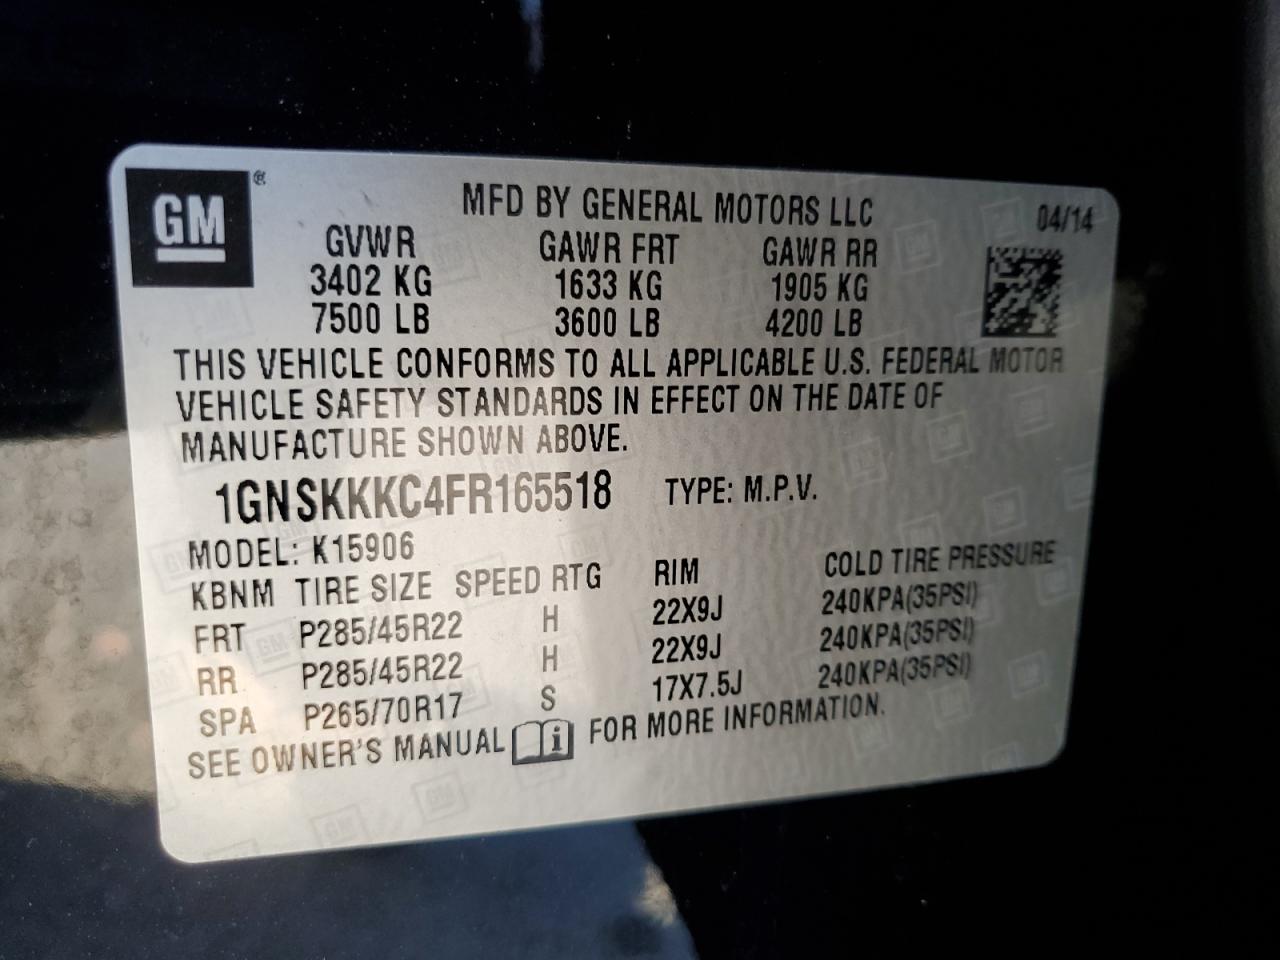 GM ®
MFD BY GENERAL MOTORS LLC 04/14
GVWR GAWR FRT GAWR RR
3402 KG 1633 KG 1905 KG
7500 LB 3600 LB 4200 LB
THIS VEHICLE CONFORMS TO ALL APPLICABLE U.S. FEDERAL MOTOR
VEHICLE SAFETY STANDARDS IN EFFECT ON THE DATE OF
MANUFACTURE SHOWN ABOVE.
1GNSKKKC4FR165518 TYPE: M.P.V.
MODEL: K15906
KBNM TIRE SIZE SPEED RTG RIM COLD TIRE PRESSURE
FRT P285/45R22 H 22X9J 240KPA(35PSI)
RR P285/45R22 H 22X9J 240KPA(35PSI)
SPA P265/70R17 S 17X7.5J 240KPA(35PSI)
SEE OWNER'S MANUAL i FOR MORE INFORMATION.